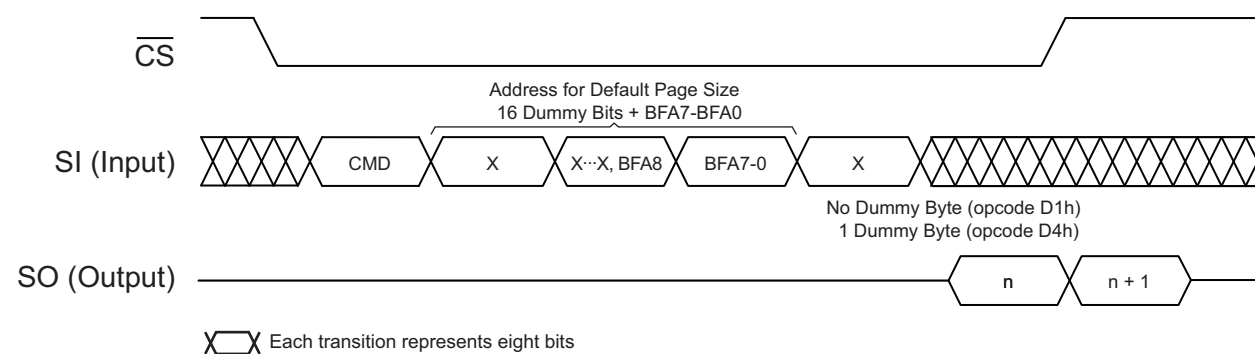 CS
Address for Default Page Size
16 Dummy Bits + BFA7-BFA0
SI (Input)
CMD
X
X···X, BFA8
BFA7-0
X
No Dummy Byte (opcode D1h)
1 Dummy Byte (opcode D4h)
SO (Output)
n
n + 1
Each transition represents eight bits